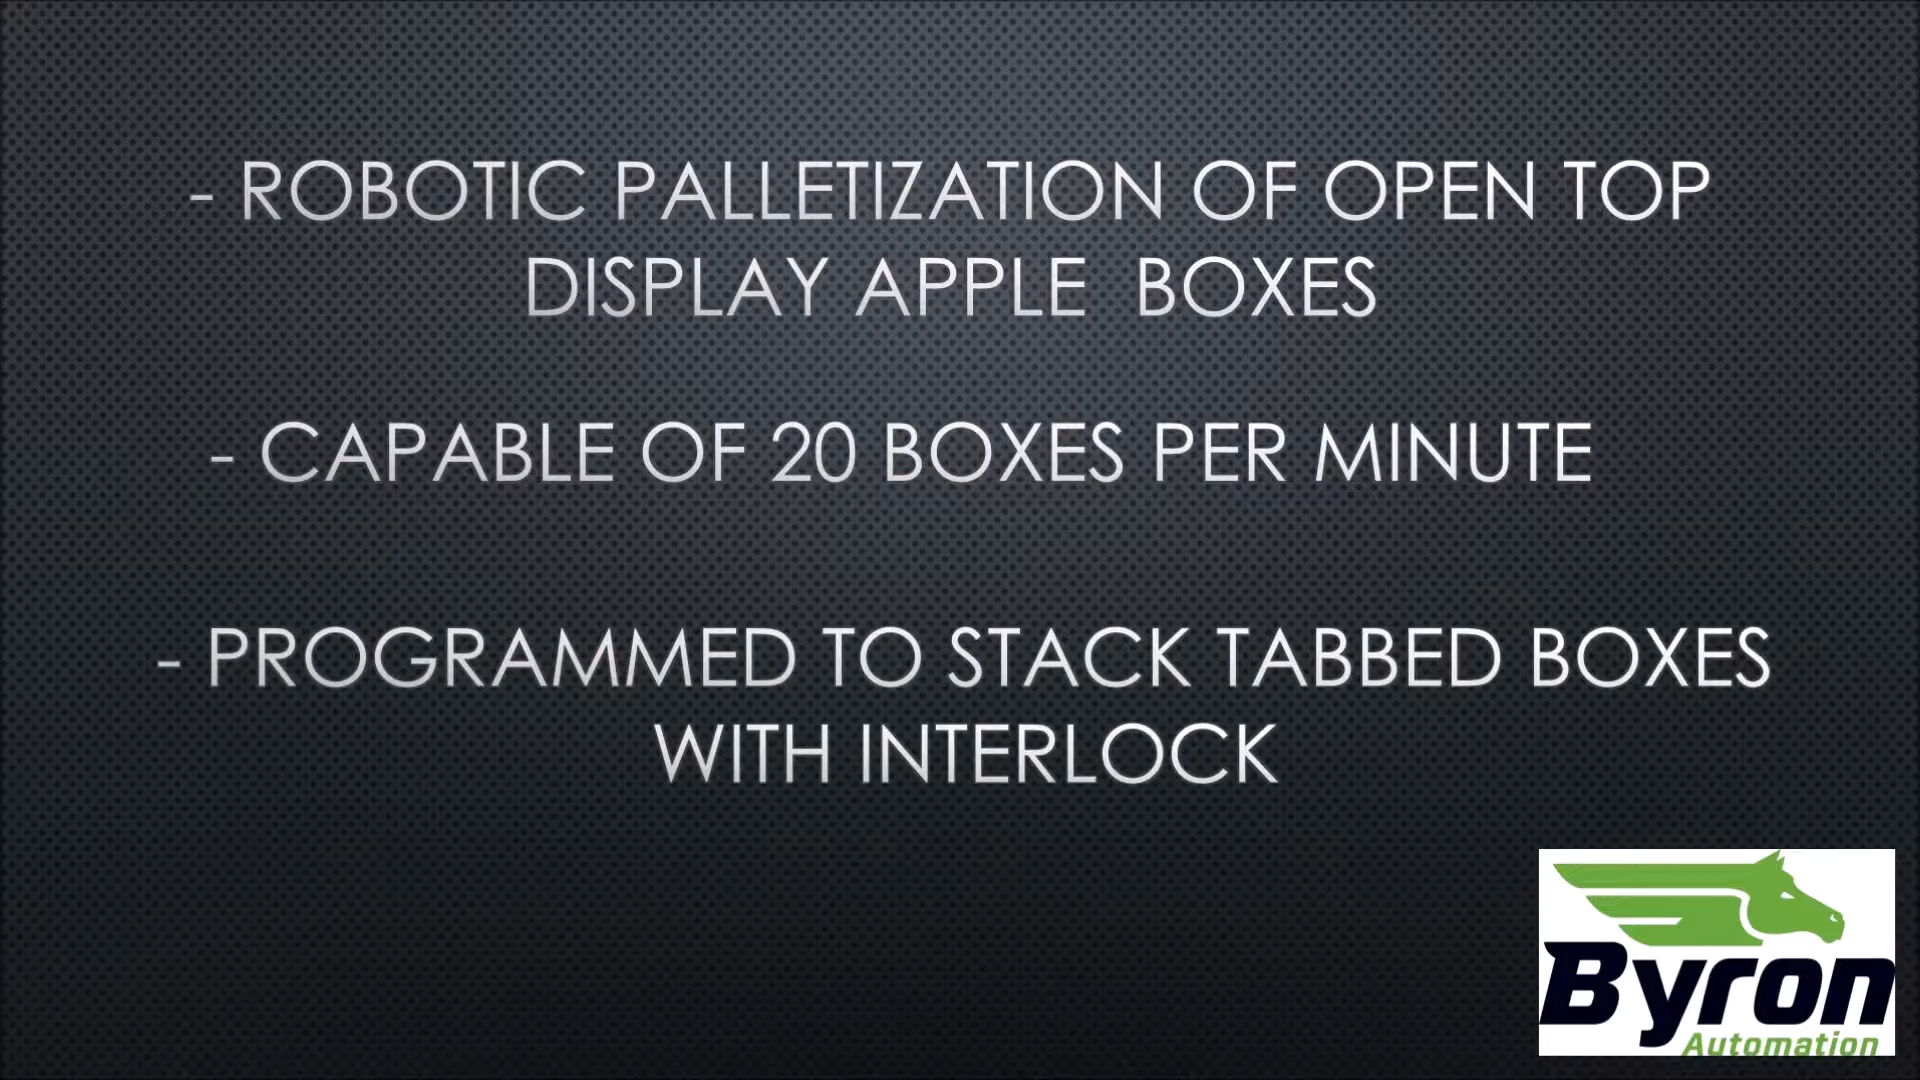 - ROBOTIC PALLETIZATION OF OPEN TOP
DISPLAY APPLE BOXES
- CAPABLE OF 20 BOXES PER MINUTE
- PROGRAMMED TO STACK TABBED BOXES
WITH INTERLOCK
Byron
Automation